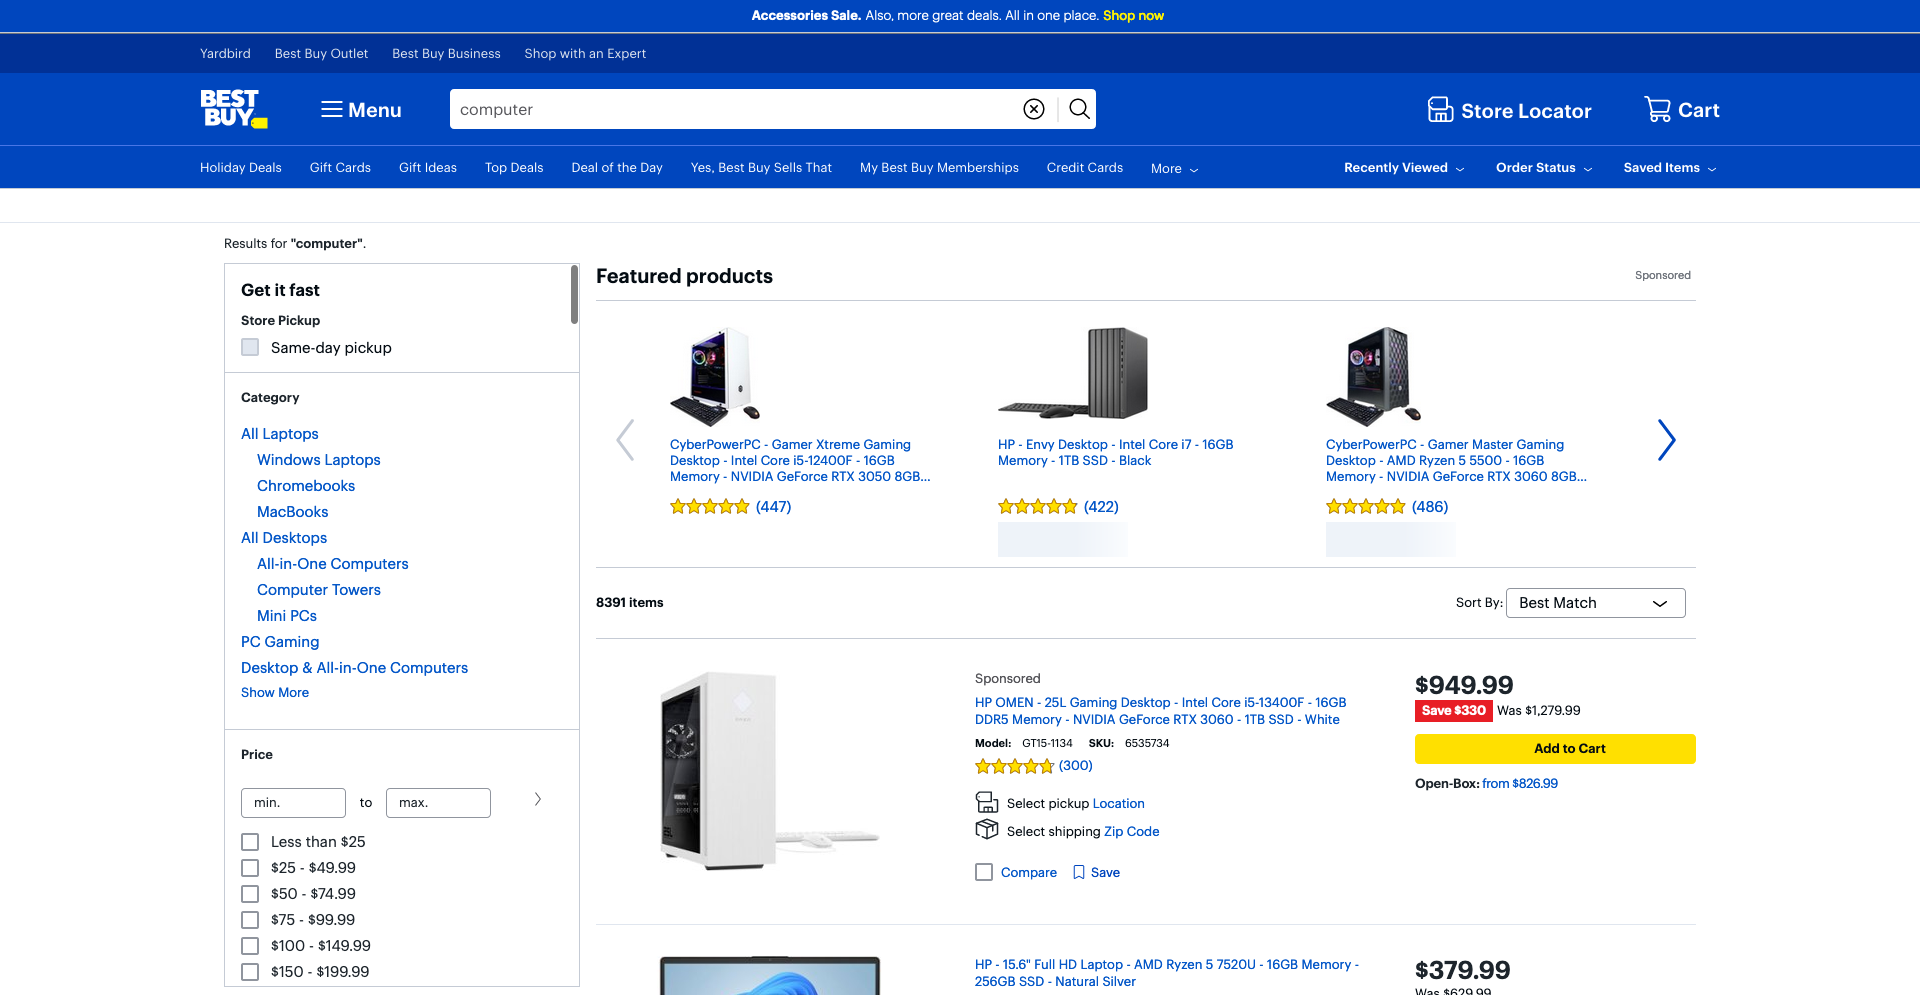 Accessories Sale. Also, more great deals. All in one place. Shop now
Yardbird Best Buy Outlet Best Buy Business Shop with an Expert
BEST BUY
Menu
computer
Store Locator
Cart
Holiday Deals Gift Cards Gift Ideas Top Deals Deal of the Day Yes, Best Buy Sells That My Best Buy Memberships Credit Cards More Recently Viewed Order Status Saved Items
Results for "computer".
Get it fast
Store Pickup
Same-day pickup
Category
All Laptops
Windows Laptops
Chromebooks
MacBooks
All Desktops
All-in-One Computers
Computer Towers
Mini PCs
PC Gaming
Desktop & All-in-One Computers
Show More
Price
min. to max.
Less than $25
$25 - $49.99
$50 - $74.99
$75 - $99.99
$100 - $149.99
$150 - $199.99
Featured products
Sponsored
CyberPowerPC - Gamer Xtreme Gaming
Desktop - Intel Core i5-12400F - 16GB
Memory - NVIDIA GeForce RTX 3050 8GB...
(447)
HP - Envy Desktop - Intel Core i7 - 16GB
Memory - 1TB SSD - Black
(422)
CyberPowerPC - Gamer Master Gaming
Desktop - AMD Ryzen 5 5500 - 16GB
Memory - NVIDIA GeForce RTX 3060 8GB...
(486)
8391 items
Sort By: Best Match
Sponsored
HP OMEN - 25L Gaming Desktop - Intel Core i5-13400F - 16GB
DDR5 Memory - NVIDIA GeForce RTX 3060 - 1TB SSD - White
Model: GT15-1134 SKU: 6535734
(300)
Select pickup Location
Select shipping Zip Code
Compare Save
$949.99
Save $330 Was $1,279.99
Add to Cart
Open-Box: from $826.99
25L
HP - 15.6" Full HD Laptop - AMD Ryzen 5 7520U - 16GB Memory -
256GB SSD - Natural Silver
$379.99
Was $629.99